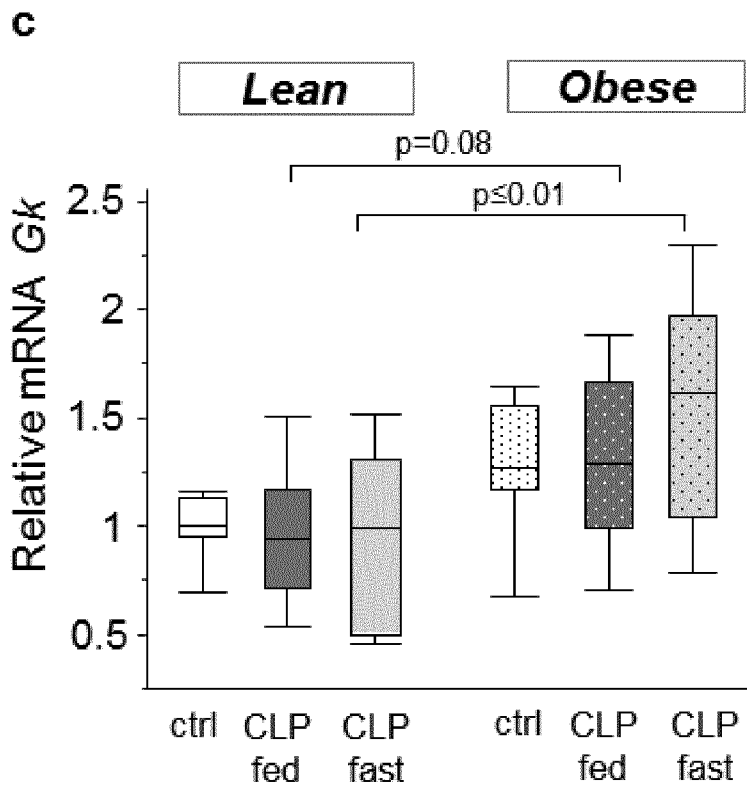 c
Lean Obese
p=0.08
p≤0.01
Relative mRNA Gk
2.5
2
1.5
1
0.5
ctrl CLP fed CLP fast ctrl CLP fed CLP fast